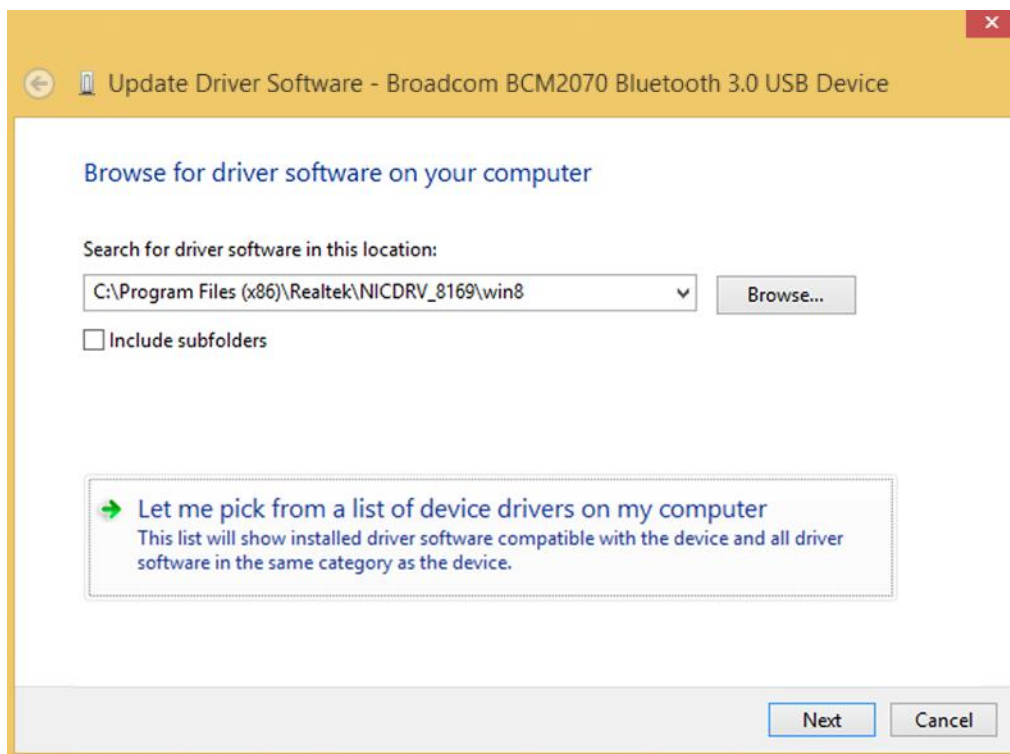 Update Driver Software - Broadcom BCM2070 Bluetooth 3.0 USB Device
Browse for driver software on your computer
Search for driver software in this location:
C:\Program Files (x86)\Realtek\NICDRV_8169\win8
Browse...
Include subfolders
Let me pick from a list of device drivers on my computer
This list will show installed driver software compatible with the device and all driver
software in the same category as the device.
Next
Cancel